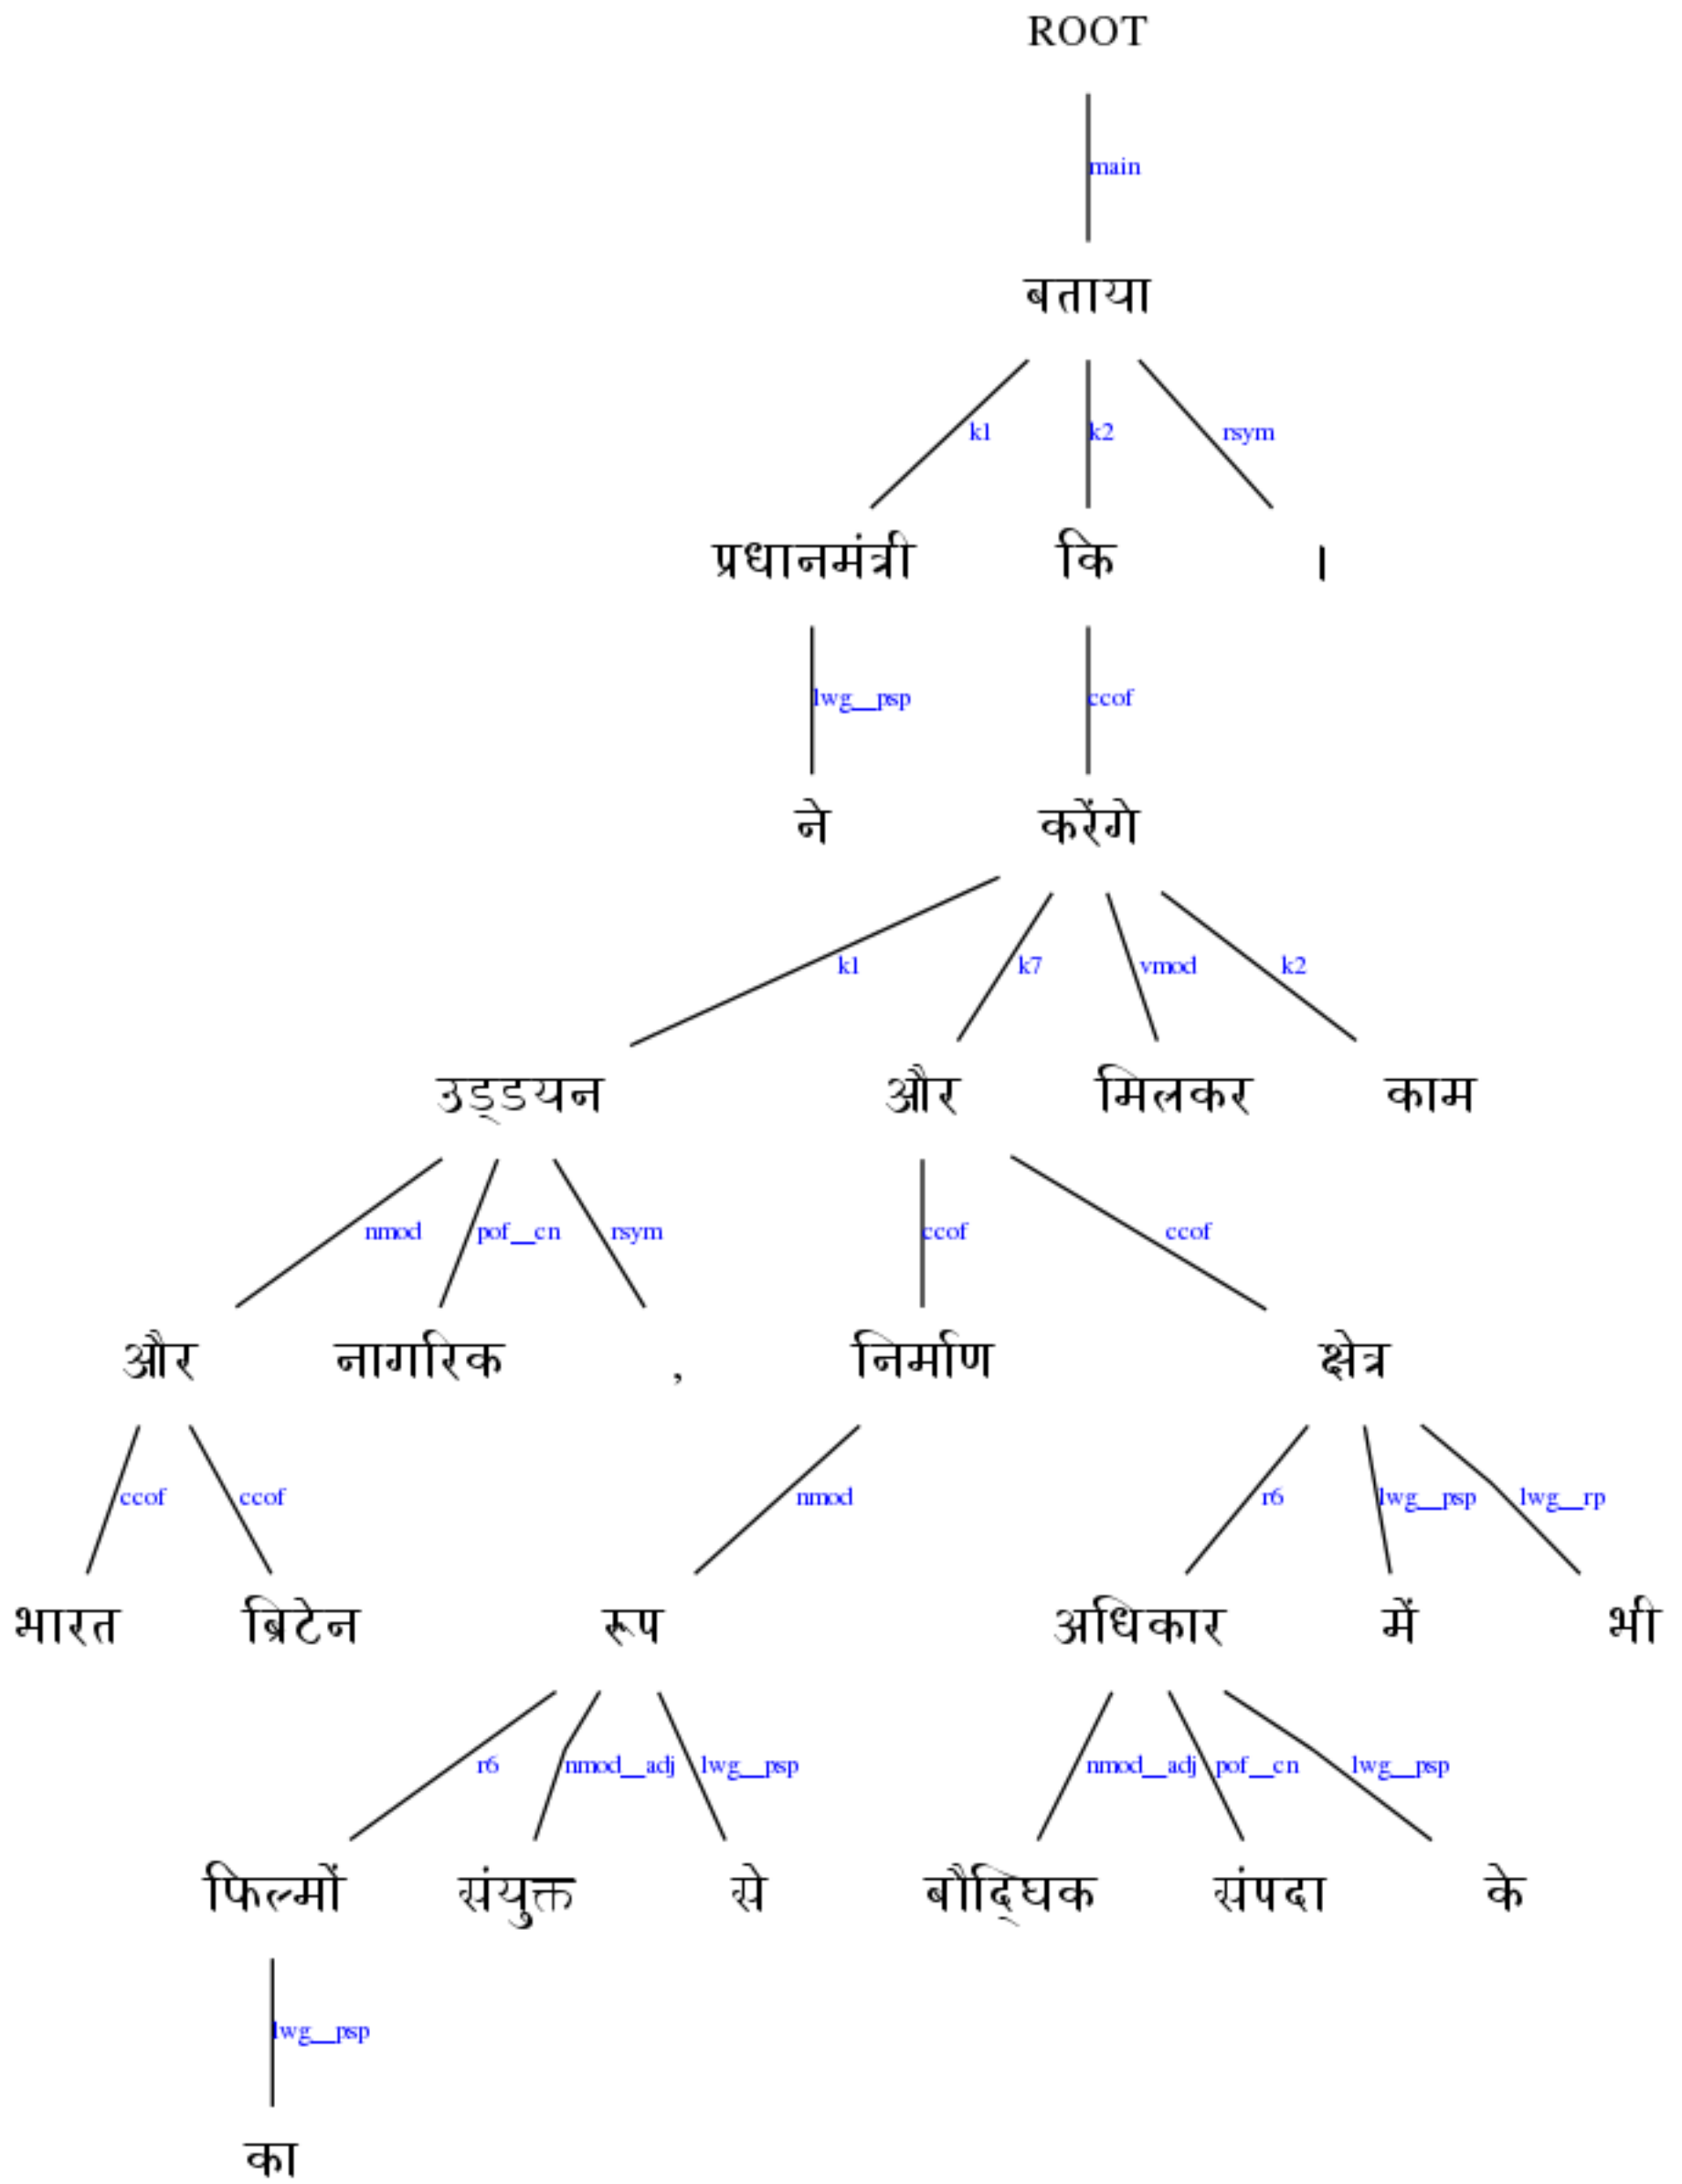 ROOT
main
बताया
k1 k2 rsym
प्रधानमंत्री कि ।
lwg__psp ccof
ने करेंगे
k1 k7 vmod k2
उड्डयन और मिलकर काम
nmod pof__cn rsym ccof ccof
और नागरिक , निर्माण क्षेत्र
ccof ccof nmod r6 lwg__psp lwg__rp
भारत ब्रिटेन रूप अधिकार में भी
r6 nmod__adj lwg__psp nmod__adj pof__cn lwg__psp
फिल्मों संयुक्त से बौद्धिक संपदा के
lwg__psp
का